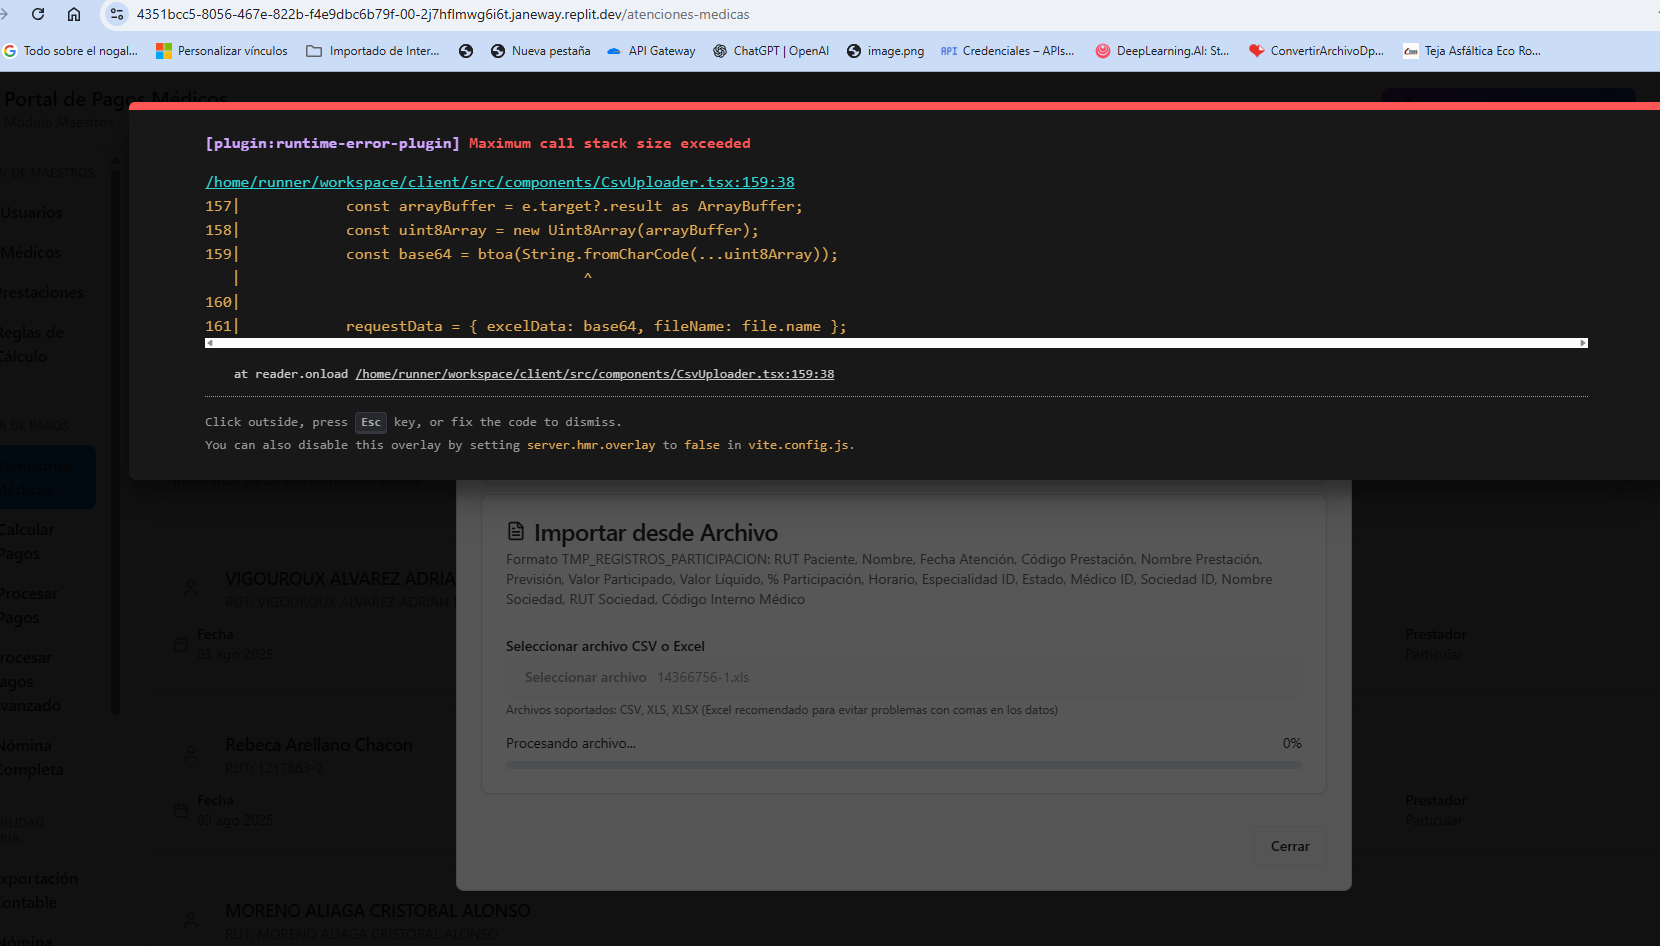 4351bcc5-8056-467e-822b-f4e9dbc6b79f-00-2j7hflmwg6i6t.janeway.replit.dev/atenciones-medicas
Todo sobre el nogal...
Personalizar vínculos
Importado de Inter...
Nueva pestaña
API Gateway
ChatGPT | OpenAI
image.png
API Credenciales – APIs...
DeepLearning.AI: St...
ConvertirArchivoDp...
Teja Asfáltica Eco Ro...
Portal de Pagos Médicos
Módulo Maestros
N DE MAESTROS
Usuarios
Médicos
Prestaciones
Reglas de
Cálculo
A DE PAGOS
Atenciones
Médicas
Calcular
Pagos
Procesar
Pagos
Procesar
Pagos
Avanzado
Nómina
Completa
BILIDAD
RÍA
Exportación
Contable
Nómina
[plugin:runtime-error-plugin] Maximum call stack size exceeded
/home/runner/workspace/client/src/components/CsvUploader.tsx:159:38
157|            const arrayBuffer = e.target?.result as ArrayBuffer;
158|            const uint8Array = new Uint8Array(arrayBuffer);
159|            const base64 = btoa(String.fromCharCode(...uint8Array));
   |                                       ^
160|
161|            requestData = { excelData: base64, fileName: file.name };
at reader.onload /home/runner/workspace/client/src/components/CsvUploader.tsx:159:38
Click outside, press Esc key, or fix the code to dismiss.
You can also disable this overlay by setting server.hmr.overlay to false in vite.config.js.
VIGOUROUX ALVAREZ ADRIA
RUT: VIGOUROUX ALVAREZ ADRIAN
Fecha
03 ago 2025
Prestador
Particular
Rebeca Arellano Chacon
RUT: 1217883-2
Fecha
03 ago 2025
Prestador
Particular
MORENO ALIAGA CRISTOBAL ALONSO
RUT: MORENO ALIAGA CRISTOBAL ALONSO
Importar desde Archivo
Formato TMP_REGISTROS_PARTICIPACION: RUT Paciente, Nombre, Fecha Atención, Código Prestación, Nombre Prestación,
Previsión, Valor Participado, Valor Líquido, % Participación, Horario, Especialidad ID, Estado, Médico ID, Sociedad ID, Nombre
Sociedad, RUT Sociedad, Código Interno Médico
Seleccionar archivo CSV o Excel
Seleccionar archivo 14366756-1.xls
Archivos soportados: CSV, XLS, XLSX (Excel recomendado para evitar problemas con comas en los datos)
Procesando archivo...
0%
Cerrar